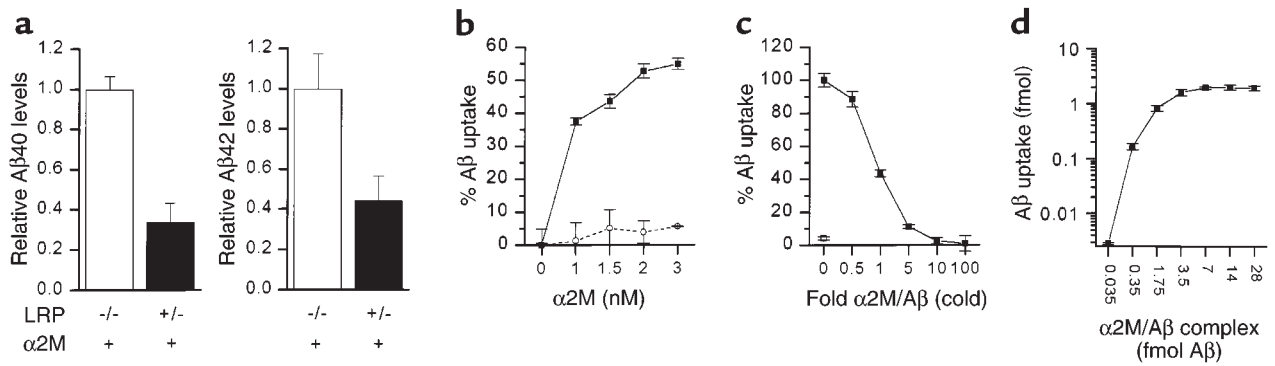 a
Relative Aβ40 levels
1.2
1.0
0.8
0.6
0.4
0.2
0.0
LRP -/- +/-
α2M + +
Relative Aβ42 levels
1.2
1.0
0.8
0.6
0.4
0.2
0.0
-/- +/-
+ +
b
% Aβ uptake
60
50
40
30
20
10
0
0 1 1.5 2 3
α2M (nM)
c
% Aβ uptake
120
100
80
60
40
20
0
0 0.5 1 5 10 100
Fold α2M/Aβ (cold)
d
Aβ uptake (fmol)
10
1
0.1
0.01
0.035 0.35 1.75 3.5 7 14 28
α2M/Aβ complex
(fmol Aβ)